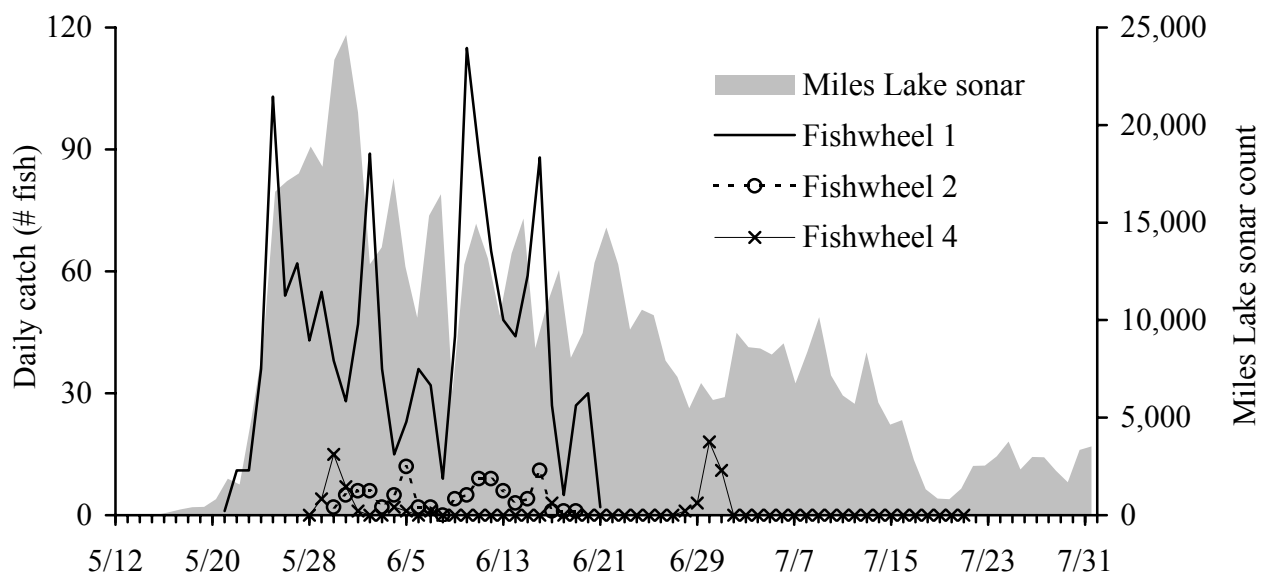 120
90
60
30
0
Daily catch (# fish)
25,000
20,000
15,000
10,000
5,000
0
Miles Lake sonar count
Miles Lake sonar
Fishwheel 1
Fishwheel 2
Fishwheel 4
5/12 5/20 5/28 6/5 6/13 6/21 6/29 7/7 7/15 7/23 7/31